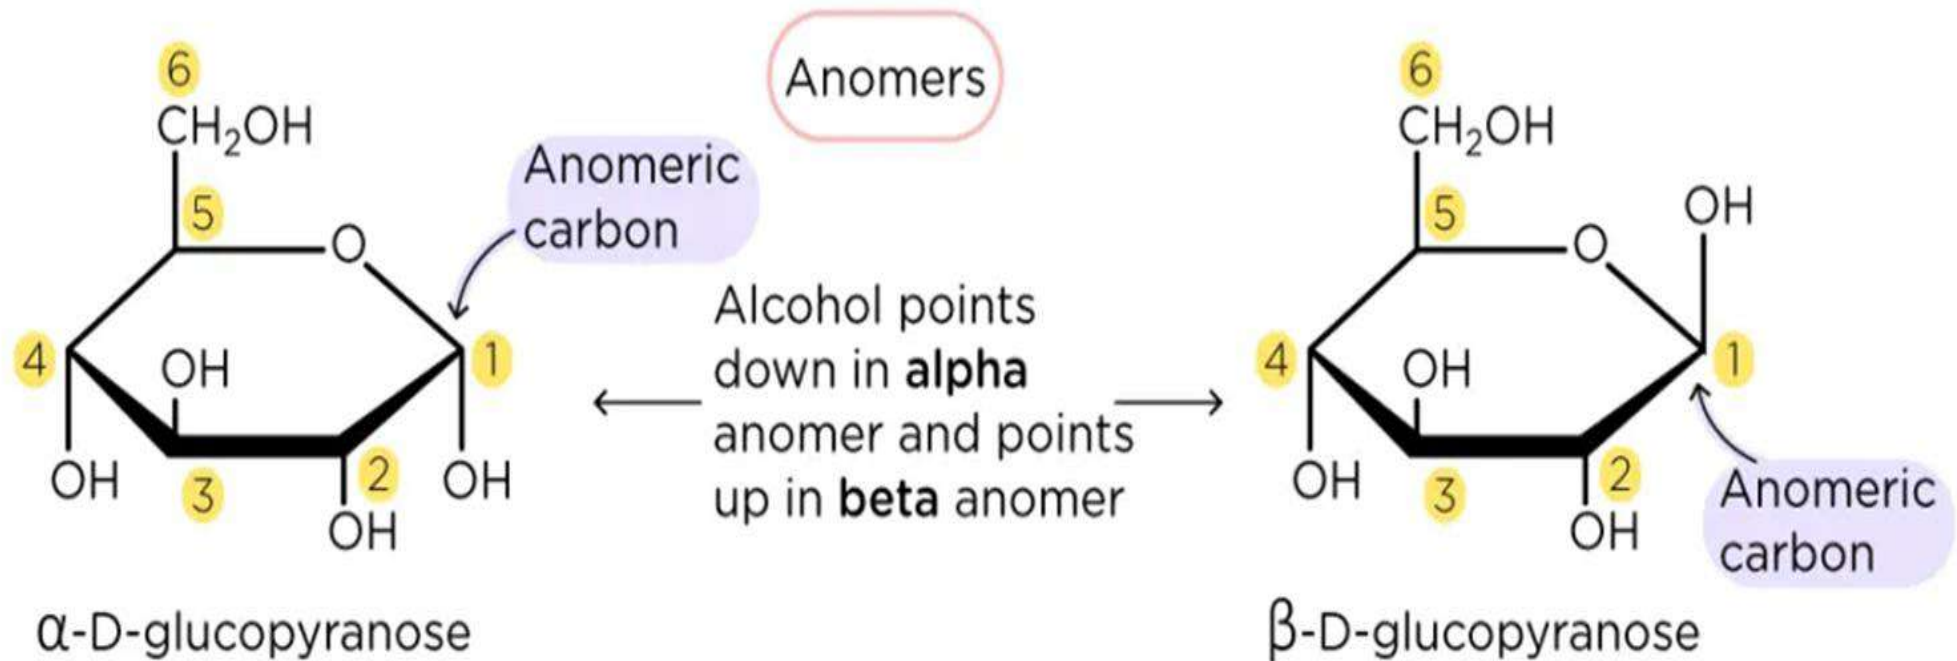 Anomers
6
CH₂OH
5
O
Anomeric
carbon
4
OH
1
OH
3
2
OH
OH
α-D-glucopyranose
Alcohol points
down in alpha
anomer and points
up in beta anomer
6
CH₂OH
OH
5
O
4
OH
1
OH
3
2
OH
Anomeric
carbon
β-D-glucopyranose